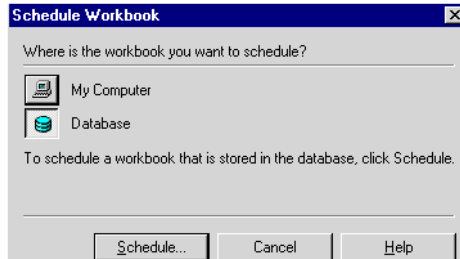 Schedule Workbook
Where is the workbook you want to schedule?
My Computer
Database
To schedule a workbook that is stored in the database, click Schedule.
Schedule... Cancel Help